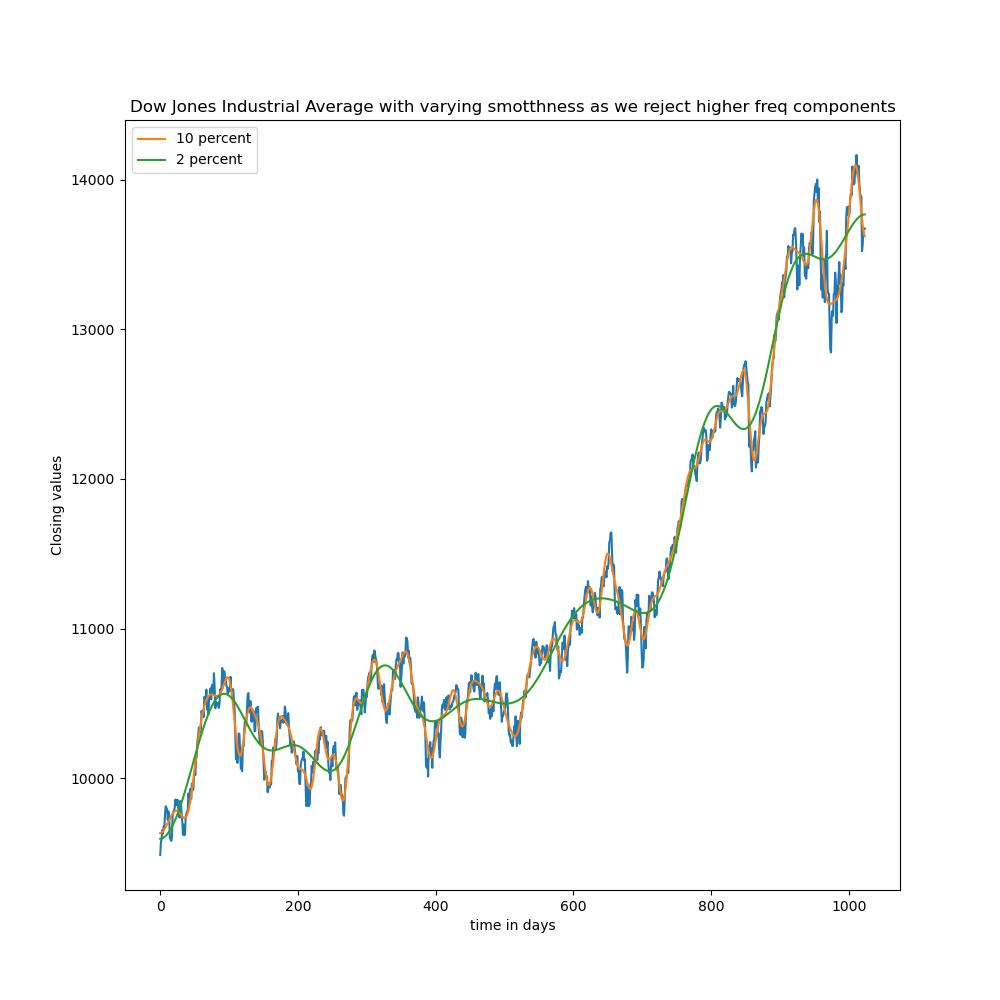 Dow Jones Industrial Average with varying smotthness as we reject higher freq components
10 percent
2 percent
14000
13000
12000
11000
10000
Closing values
0 200 400 600 800 1000
time in days